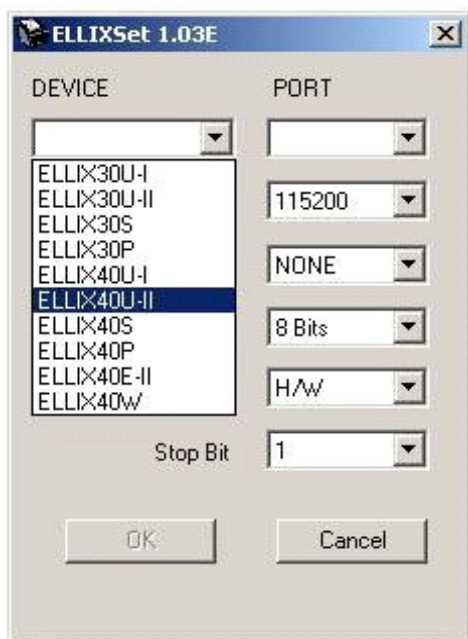 ELLIXSet 1.03E
DEVICE PORT
ELLIX30U-I
ELLIX30U-II
ELLIX30S
ELLIX30P
ELLIX40U-I
ELLIX40U-II
ELLIX40S
ELLIX40P
ELLIX40E-II
ELLIX40W
115200
NONE
8 Bits
H/W
Stop Bit 1
OK Cancel